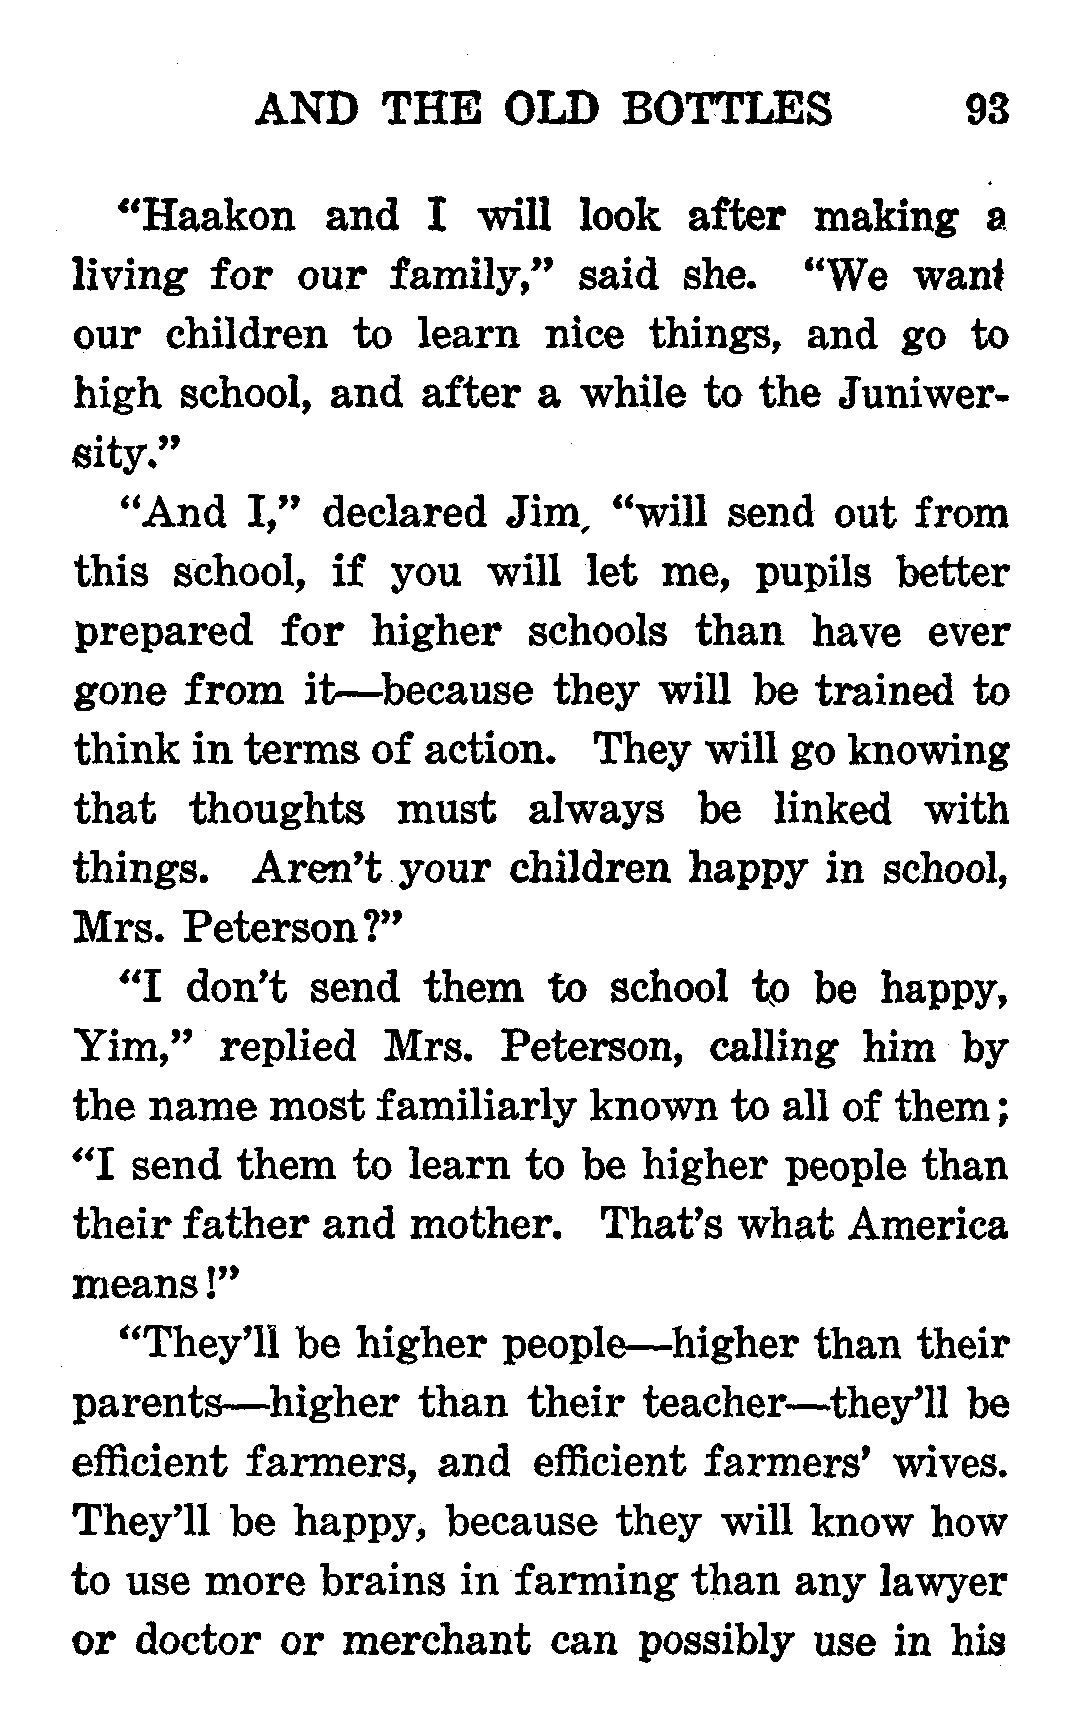 AND THE OLD BOTTLES 93
“Haakon and I will look after making a
living for our family,” said she. “We want
our children to learn nice things, and go to
high school, and after a while to the Juniwer-
sity.”
“And I,” declared Jim, “will send out from
this school, if you will let me, pupils better
prepared for higher schools than have ever
gone from it—because they will be trained to
think in terms of action. They will go knowing
that thoughts must always be linked with
things. Aren’t your children happy in school,
Mrs. Peterson?”
“I don’t send them to school to be happy,
Yim,” replied Mrs. Peterson, calling him by
the name most familiarly known to all of them;
“I send them to learn to be higher people than
their father and mother. That’s what America
means!”
“They’ll be higher people—higher than their
parents—higher than their teacher—they’ll be
efficient farmers, and efficient farmers’ wives.
They’ll be happy, because they will know how
to use more brains in farming than any lawyer
or doctor or merchant can possibly use in his